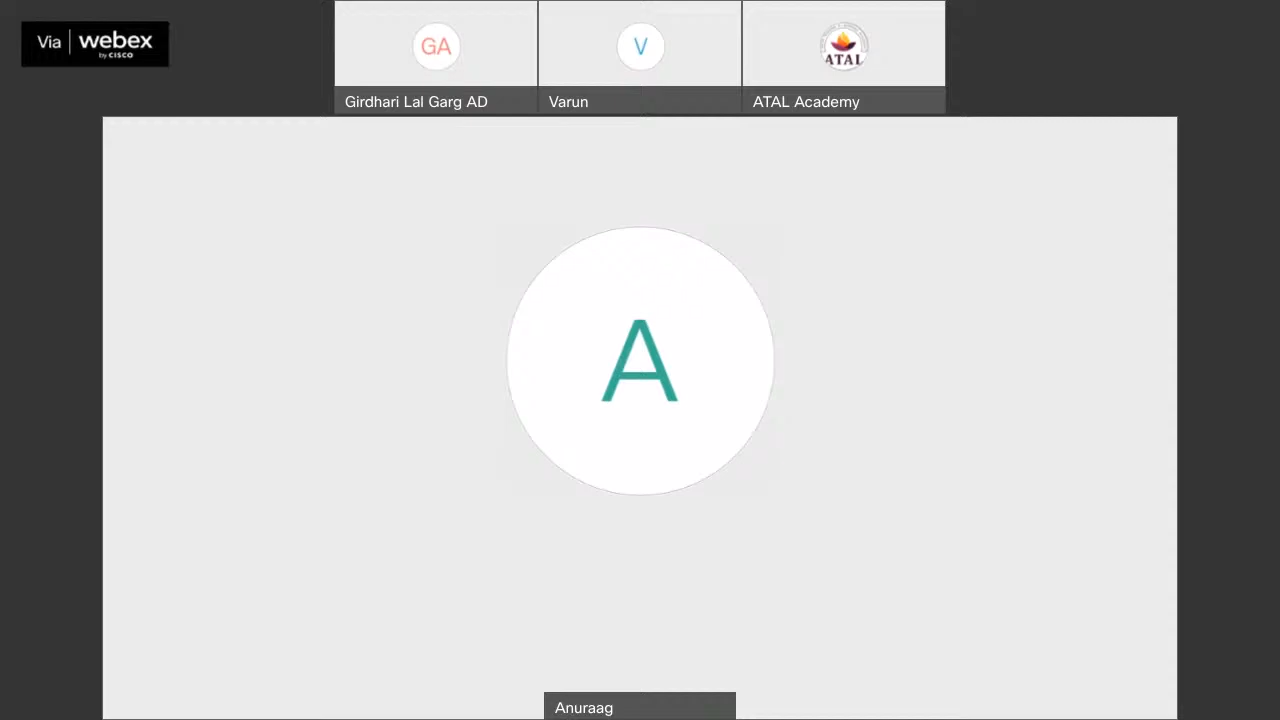 Via webex
by CISCO
GA
V
ATAL
Girdhari Lal Garg AD
Varun
ATAL Academy
A
Anuraag